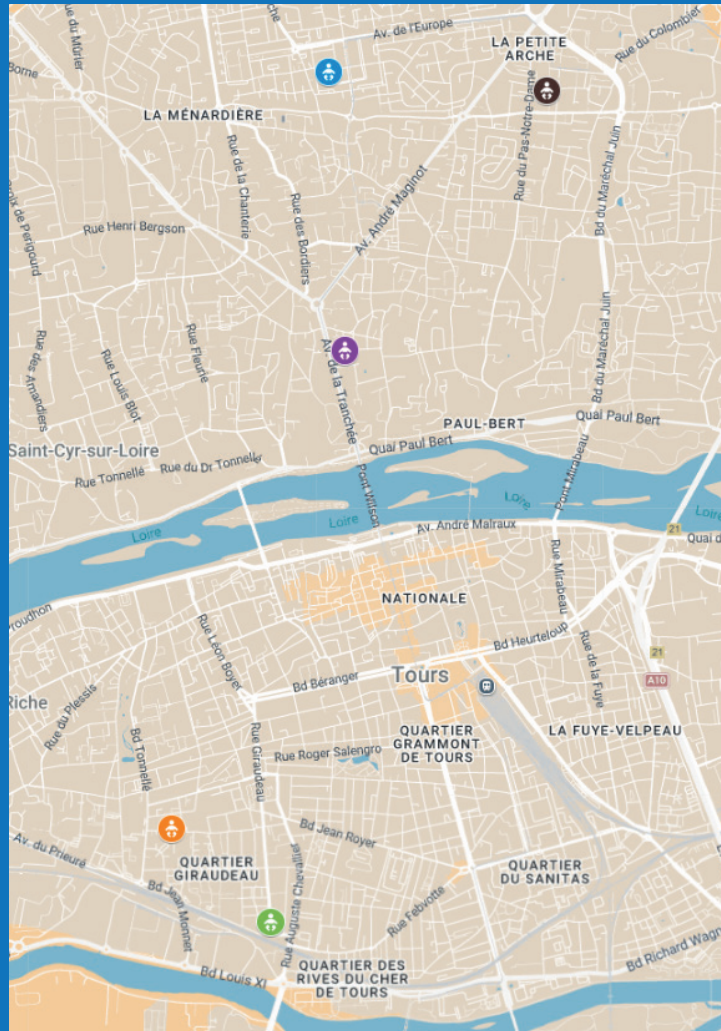 Av. de l'Europe
LA PETITE
ARCHE
Rue du Colombier
Rue du Mûrier
LA MÉNARDIÈRE
Rue du Pas-Notre-Dame
Rue de la Chanterie
Rue des Bordiers
Av. André Maginot
Bd du Maréchal Juin
Rue Henri Bergson
Bd du Maréchal Juin
Rue des Amandiers
Rue Louis Blot
Rue Fleurie
Av. de la Tranchée
PAUL-BERT
Quai Paul Bert
Quai Paul Bert
Saint-Cyr-sur-Loire
Rue Tonnellé
Rue du Dr Tonnellé
Pont Wilson
Pont Mirabeau
Loire
Loire
Loire
Loire
Av. André Malraux
21
Quai d
Rue Mirabeau
NATIONALE
Proudhon
Rue Léon Boyer
Bd Heurteloup
Rue de la Fuye
21
A10
Bd Béranger
Tours
Riche
Rue du Plessis
Bd Tonnellé
Rue Giraudeau
Rue Roger Salengro
QUARTIER
GRAMMONT
DE TOURS
LA FUYE-VELPEAU
Av. du Prieuré
QUARTIER
GIRAUDEAU
Bd Jean Royer
Rue Auguste Chevallier
QUARTIER
DU SANITAS
Bd Jean Monnet
Rue Febvotte
Bd Louis XI
QUARTIER DES
RIVES DU CHER
DE TOURS
Bd Richard Wagn